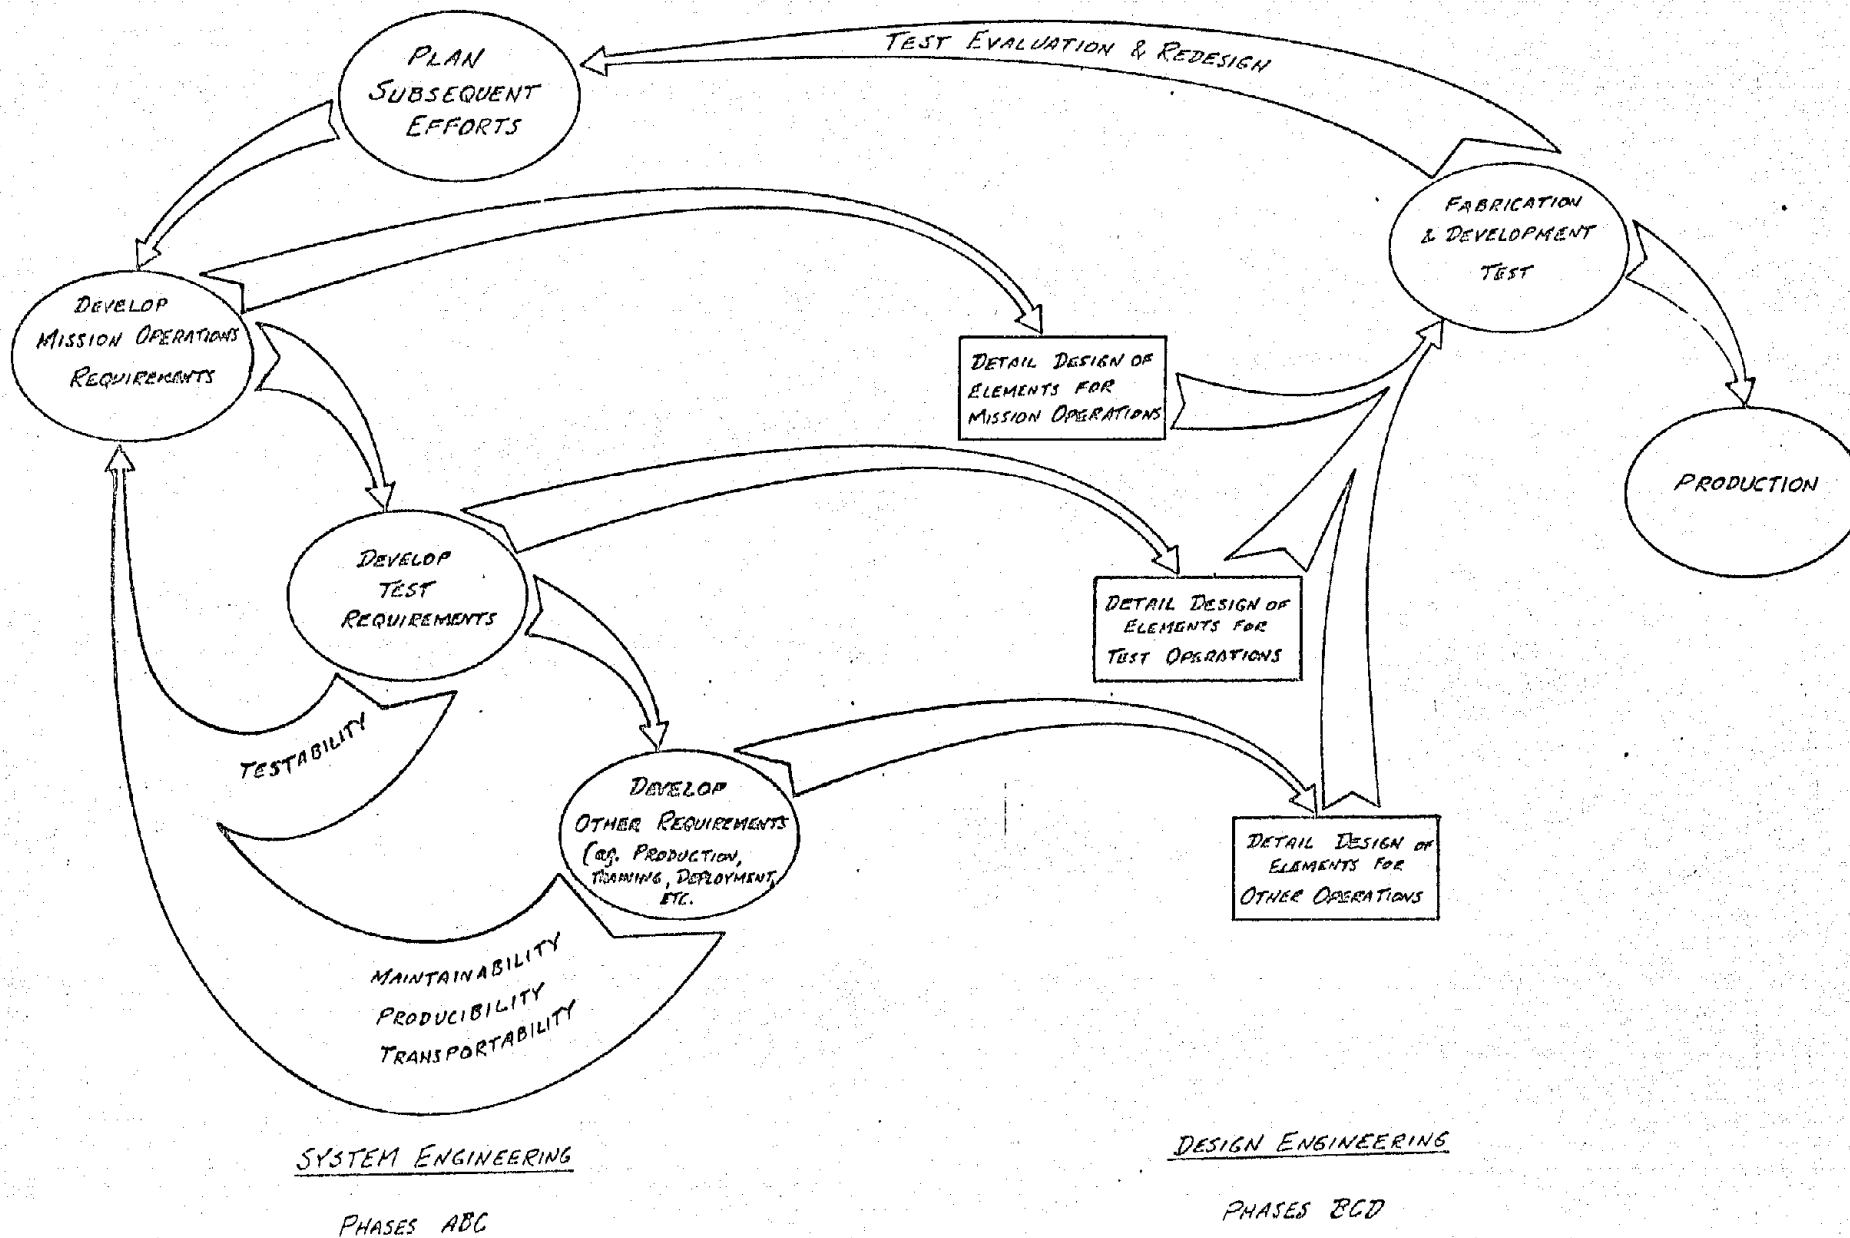 PLAN
SUBSEQUENT
EFFORTS
TEST EVALUATION & REDESIGN
FABRICATION
& DEVELOPMENT
TEST
DEVELOP
MISSION OPERATIONS
REQUIREMENTS
DETAIL DESIGN OF
ELEMENTS FOR
MISSION OPERATIONS
PRODUCTION
DEVELOP
TEST
REQUIREMENTS
DETAIL DESIGN OF
ELEMENTS FOR
TEST OPERATIONS
TESTABILITY
DEVELOP
OTHER REQUIREMENTS
(eg. PRODUCTION,
TRAINING, DEPLOYMENT,
ETC.
DETAIL DESIGN OF
ELEMENTS FOR
OTHER OPERATIONS
MAINTAINABILITY
PRODUCIBILITY
TRANSPORTABILITY
SYSTEM ENGINEERING
PHASES ABC
DESIGN ENGINEERING
PHASES BCD